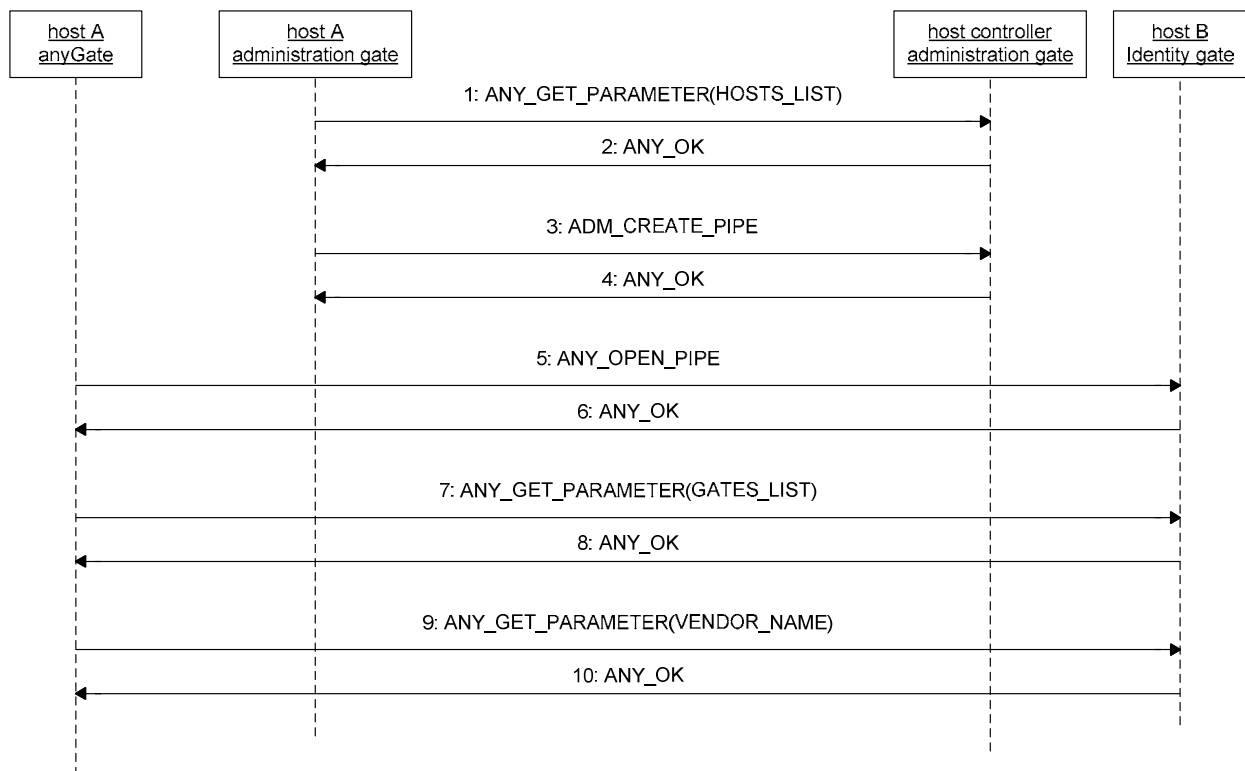 host A
anyGate
host A
administration gate
host controller
administration gate
host B
Identity gate
1: ANY_GET_PARAMETER(HOSTS_LIST)
2: ANY_OK
3: ADM_CREATE_PIPE
4: ANY_OK
5: ANY_OPEN_PIPE
6: ANY_OK
7: ANY_GET_PARAMETER(GATES_LIST)
8: ANY_OK
9: ANY_GET_PARAMETER(VENDOR_NAME)
10: ANY_OK